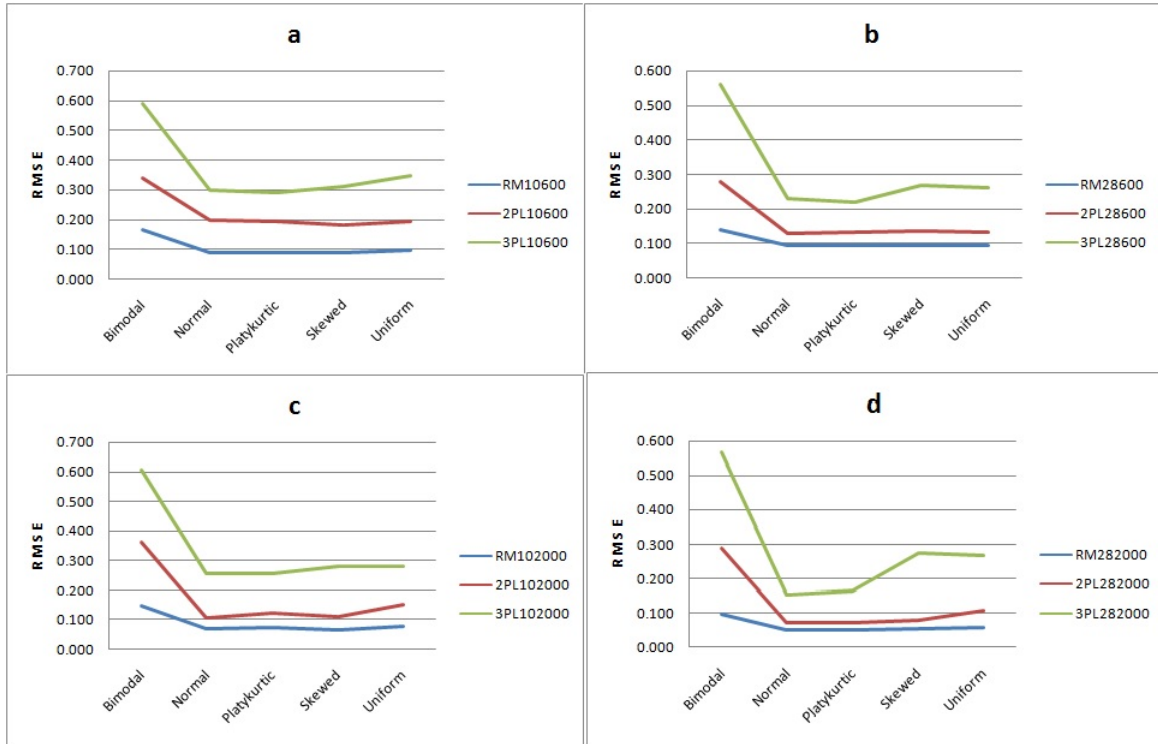 a
0.700
0.600
0.500
0.400
0.300
0.200
0.100
0.000
RMSE
Bimodal
Normal
Platykurtic
Skewed
Uniform
RM10600
2PL10600
3PL10600
b
0.600
0.500
0.400
0.300
0.200
0.100
0.000
RMSE
Bimodal
Normal
Platykurtic
Skewed
Uniform
RM28600
2PL28600
3PL28600
c
0.700
0.600
0.500
0.400
0.300
0.200
0.100
0.000
RMSE
Bimodal
Normal
Platykurtic
Skewed
Uniform
RM102000
2PL102000
3PL102000
d
0.600
0.500
0.400
0.300
0.200
0.100
0.000
RMSE
Bimodal
Normal
Platykurtic
Skewed
Uniform
RM282000
2PL282000
3PL282000